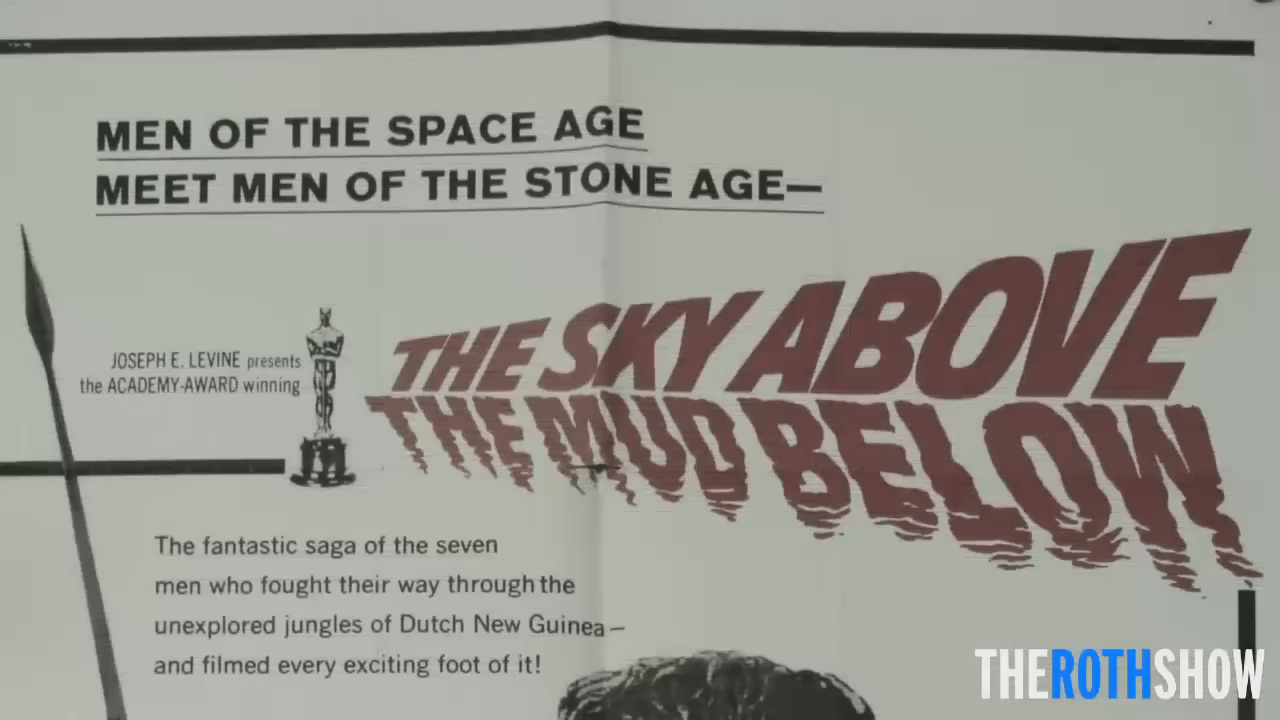 MEN OF THE SPACE AGE
MEET MEN OF THE STONE AGE—
JOSEPH E. LEVINE presents
the ACADEMY-AWARD winning
THE SKY ABOVE
THE MUD BELOW
The fantastic saga of the seven
men who fought their way through the
unexplored jungles of Dutch New Guinea—
and filmed every exciting foot of it!
THEROTHSHOW